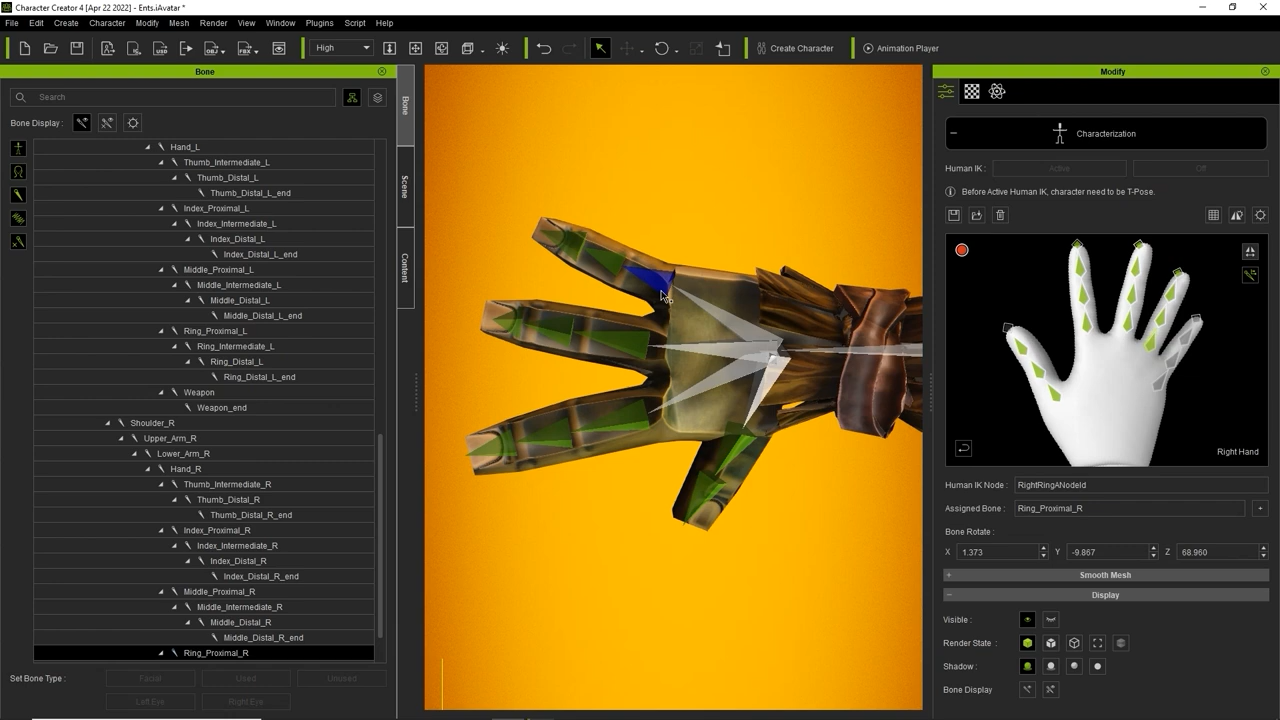 Character Creator 4 [Apr 22 2022] - Ents.iAvatar *
File Edit Create Character Modify Mesh Render View Window Plugins Script Help
High Create Character Animation Player
Bone
Search
Bone Display :
Hand_L
Thumb_Intermediate_L
Thumb_Distal_L
Thumb_Distal_L_end
Index_Proximal_L
Index_Intermediate_L
Index_Distal_L
Index_Distal_L_end
Middle_Proximal_L
Middle_Intermediate_L
Middle_Distal_L
Middle_Distal_L_end
Ring_Proximal_L
Ring_Intermediate_L
Ring_Distal_L
Ring_Distal_L_end
Weapon
Weapon_end
Shoulder_R
Upper_Arm_R
Lower_Arm_R
Hand_R
Thumb_Intermediate_R
Thumb_Distal_R
Thumb_Distal_R_end
Index_Proximal_R
Index_Intermediate_R
Index_Distal_R
Index_Distal_R_end
Middle_Proximal_R
Middle_Intermediate_R
Middle_Distal_R
Middle_Distal_R_end
Ring_Proximal_R
Set Bone Type : Facial Used Unused
Left Eye Right Eye
Bone
Scene
Content
Modify
Characterization
Human IK : Active Off
Before Active Human IK, character need to be T-Pose.
Right Hand
Human IK Node : RightRingANodeId
Assigned Bone : Ring_Proximal_R
Bone Rotate :
X 1.373 Y -9.867 Z 68.960
Smooth Mesh
Display
Visible :
Render State :
Shadow :
Bone Display